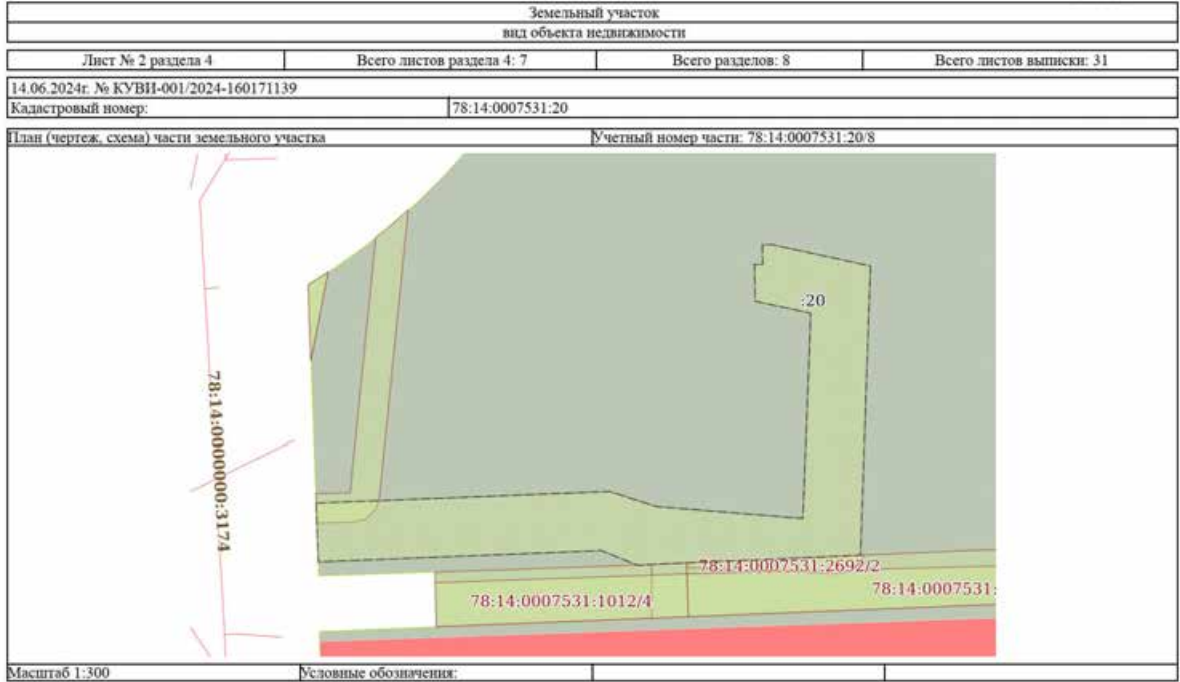 Земельный участок
вид объекта недвижимости
Лист № 2 раздела 4 Всего листов раздела 4: 7 Всего разделов: 8 Всего листов выписки: 31
14.06.2024г. № КУВИ-001/2024-160171139
Кадастровый номер: 78:14:0007531:20
План (чертеж, схема) части земельного участка Учетный номер части: 78:14:0007531:20/8
:20
78:14:0000000:3174
78:14:0007531:2692/2
78:14:0007531:
78:14:0007531:1012/4
Масштаб 1:300 Условные обозначения: